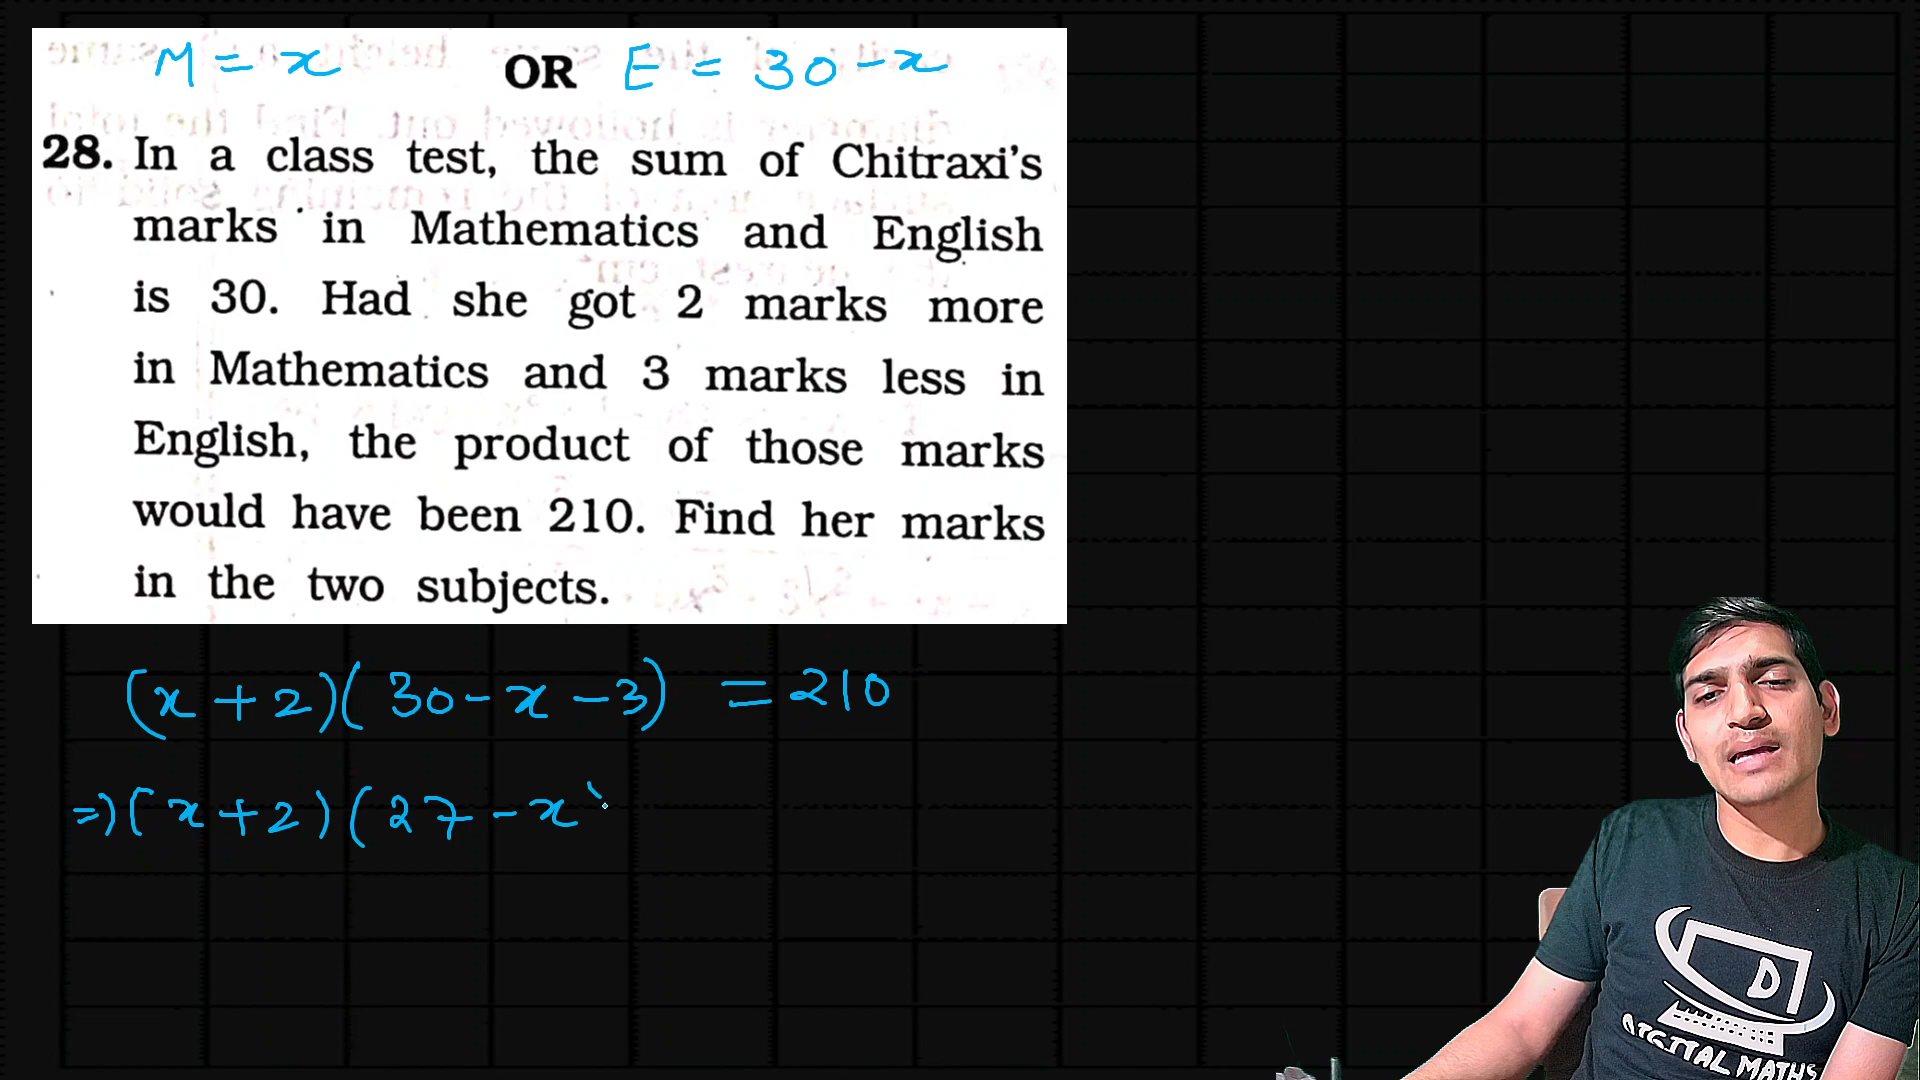 M = x OR E = 30 - x
28. In a class test, the sum of Chitraxi's
marks in Mathematics and English
is 30. Had she got 2 marks more
in Mathematics and 3 marks less in
English, the product of those marks
would have been 210. Find her marks
in the two subjects.
(x + 2)(30 - x - 3) = 210
=> (x + 2)(27 - x
D
DIGITAL MATHS